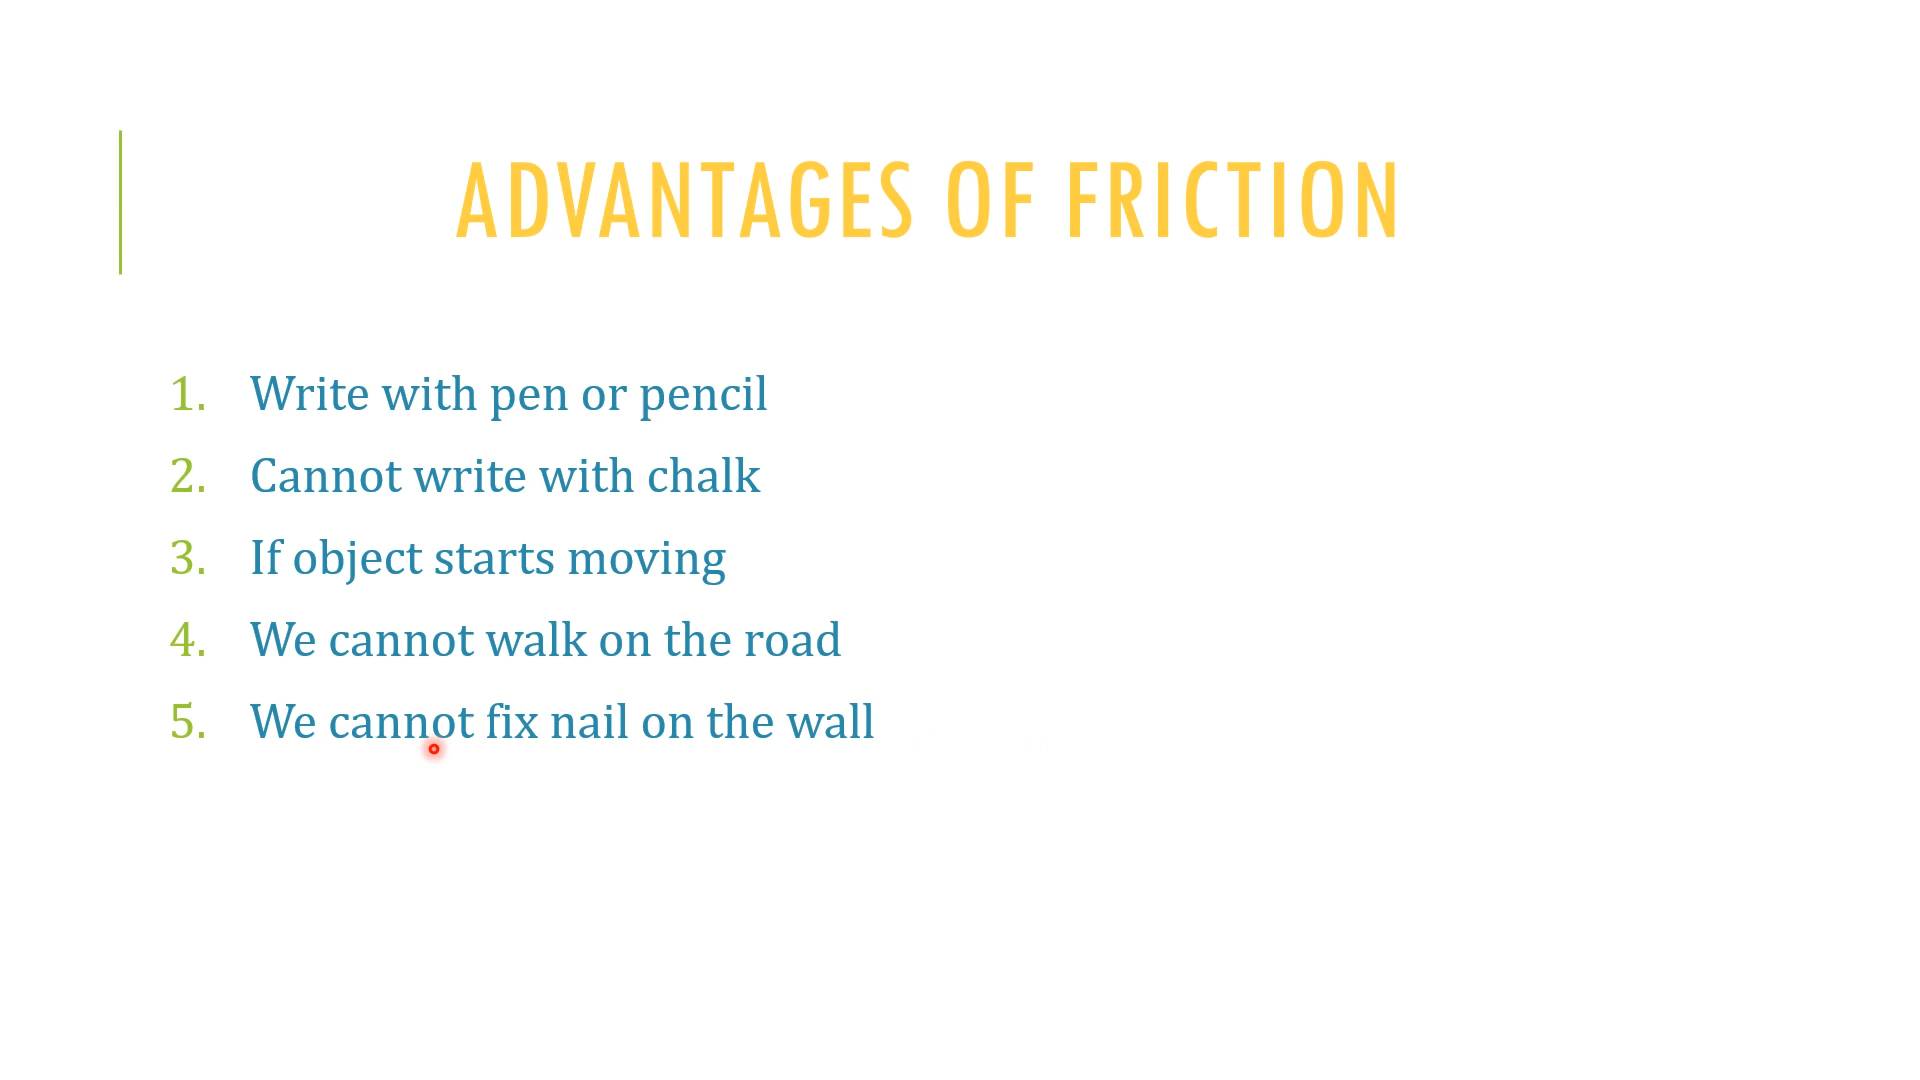 ADVANTAGES OF FRICTION
1. Write with pen or pencil
2. Cannot write with chalk
3. If object starts moving
4. We cannot walk on the road
5. We cannot fix nail on the wall